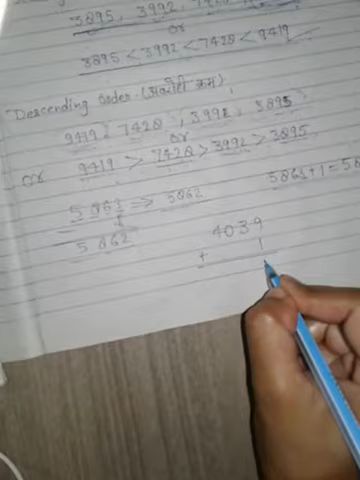 3895, 3992,
or
3895 < 3992 < 7428 < 9419
Descending order - (अवरोही क्रम)
9419, 7428, 3992, 3895
or
OR 9419 > 7428 > 3992 > 3895
5861 ⇒ 5862 5861+1=58
5862
4039
+ 1